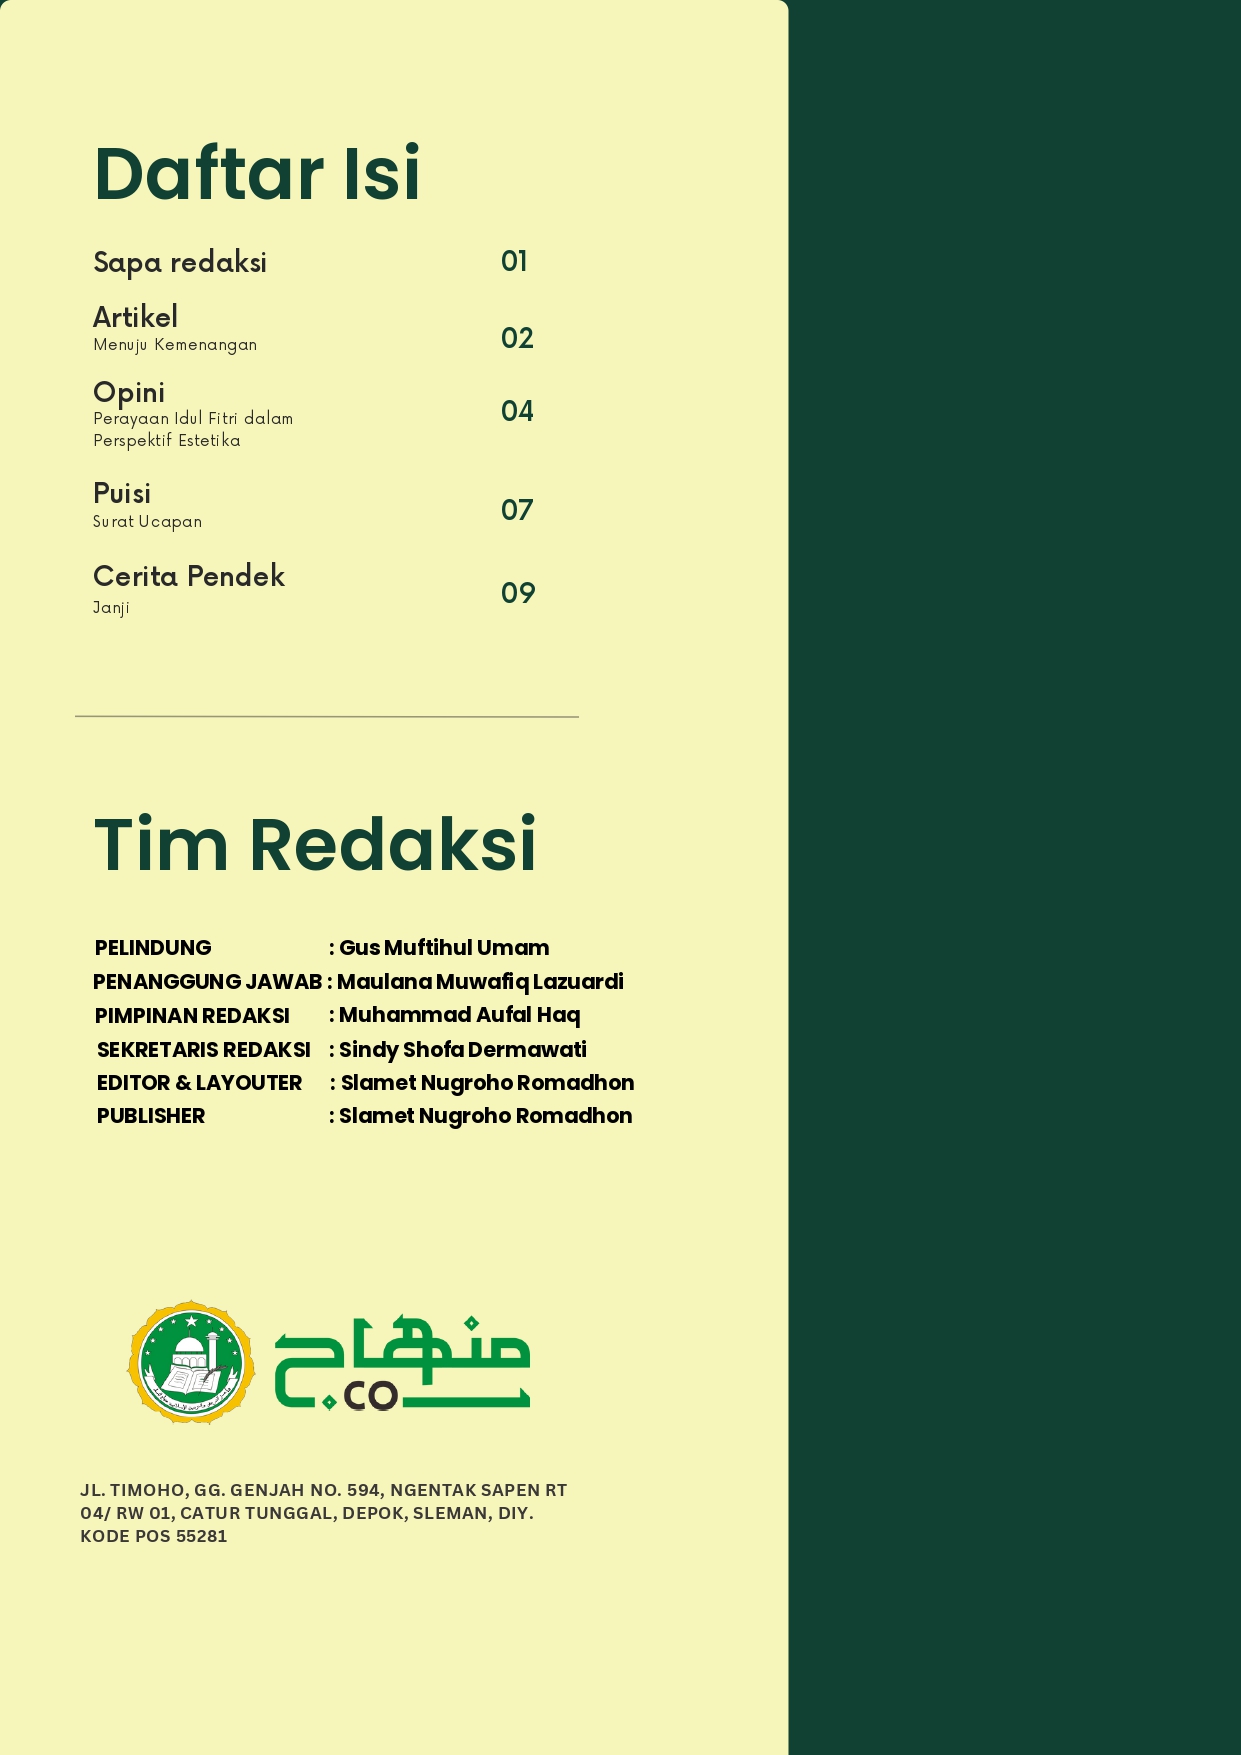 Daftar Isi
Sapa redaksi 01
Artikel
Menuju Kemenangan 02
Opini
Perayaan Idul Fitri dalam 04
Perspektif Estetika
Puisi
Surat Ucapan 07
Cerita Pendek
Janji 09
Tim Redaksi
PELINDUNG : Gus Muftihul Umam
PENANGGUNG JAWAB : Maulana Muwafiq Lazuardi
PIMPINAN REDAKSI : Muhammad Aufal Haq
SEKRETARIS REDAKSI : Sindy Shofa Dermawati
EDITOR & LAYOUTER : Slamet Nugroho Romadhon
PUBLISHER : Slamet Nugroho Romadhon
منهاج
.co
JL. TIMOHO, GG. GENJAH NO. 594, NGENTAK SAPEN RT
04/ RW 01, CATUR TUNGGAL, DEPOK, SLEMAN, DIY.
KODE POS 55281